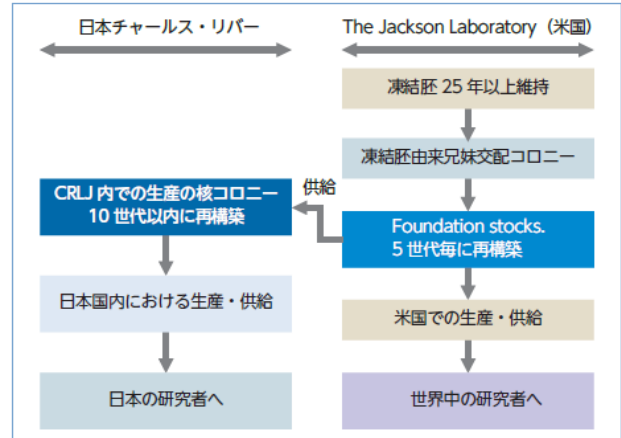 日本チャールス・リバー
The Jackson Laboratory（米国）
凍結胚 25 年以上維持
凍結胚由来兄妹交配コロニー
供給
CRLJ 内での生産の核コロニー
10 世代以内に再構築
Foundation stocks.
5 世代毎に再構築
日本国内における生産・供給
米国での生産・供給
日本の研究者へ
世界中の研究者へ